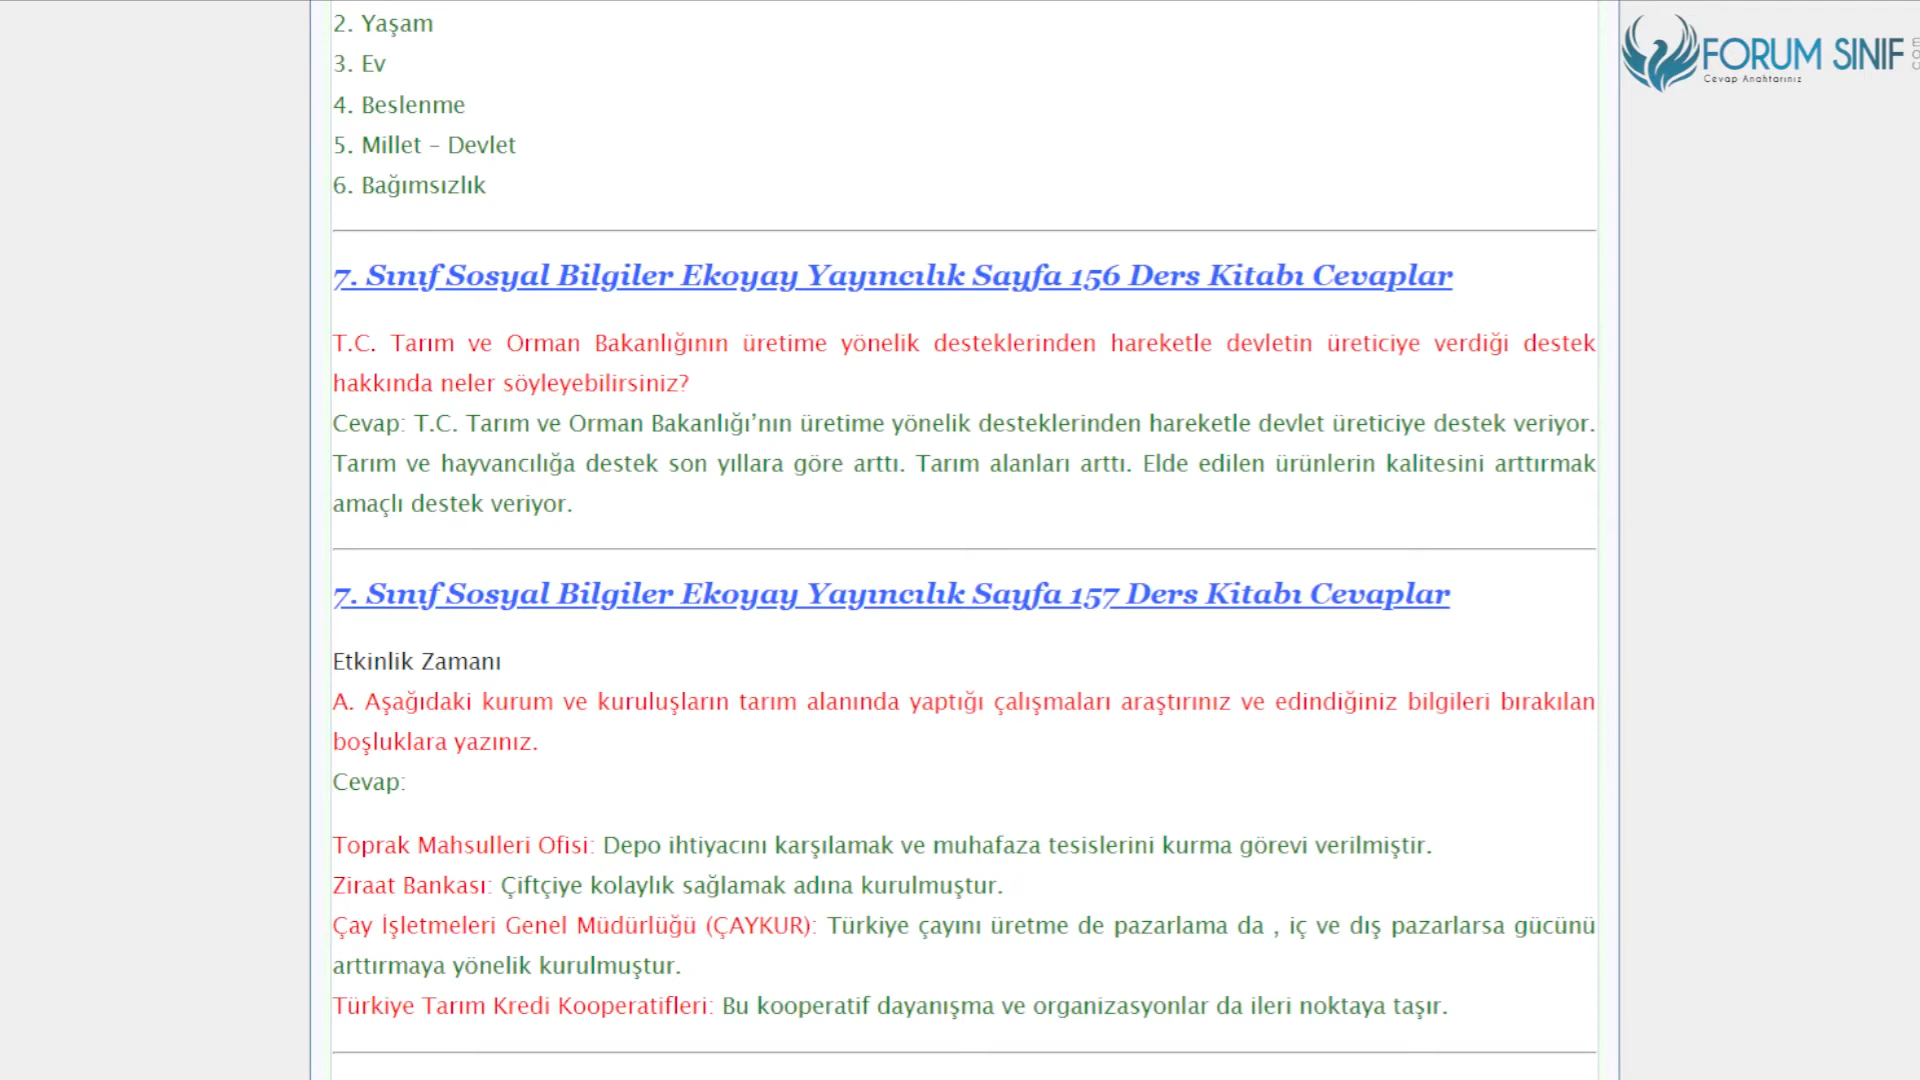 2. Yaşam
3. Ev
4. Beslenme
5. Millet – Devlet
6. Bağımsızlık
FORUM SINIF
Cevap Anahtarınız
7. Sınıf Sosyal Bilgiler Ekoyay Yayıncılık Sayfa 156 Ders Kitabı Cevaplar
T.C. Tarım ve Orman Bakanlığının üretime yönelik desteklerinden hareketle devletin üreticiye verdiği destek
hakkında neler söyleyebilirsiniz?
Cevap: T.C. Tarım ve Orman Bakanlığı’nın üretime yönelik desteklerinden hareketle devlet üreticiye destek veriyor.
Tarım ve hayvancılığa destek son yıllara göre arttı. Tarım alanları arttı. Elde edilen ürünlerin kalitesini arttırmak
amaçlı destek veriyor.
7. Sınıf Sosyal Bilgiler Ekoyay Yayıncılık Sayfa 157 Ders Kitabı Cevaplar
Etkinlik Zamanı
A. Aşağıdaki kurum ve kuruluşların tarım alanında yaptığı çalışmaları araştırınız ve edindiğiniz bilgileri bırakılan
boşluklara yazınız.
Cevap:
Toprak Mahsulleri Ofisi: Depo ihtiyacını karşılamak ve muhafaza tesislerini kurma görevi verilmiştir.
Ziraat Bankası: Çiftçiye kolaylık sağlamak adına kurulmuştur.
Çay İşletmeleri Genel Müdürlüğü (ÇAYKUR): Türkiye çayını üretme de pazarlama da , iç ve dış pazarlarsa gücünü
arttırmaya yönelik kurulmuştur.
Türkiye Tarım Kredi Kooperatifleri: Bu kooperatif dayanışma ve organizasyonlar da ileri noktaya taşır.